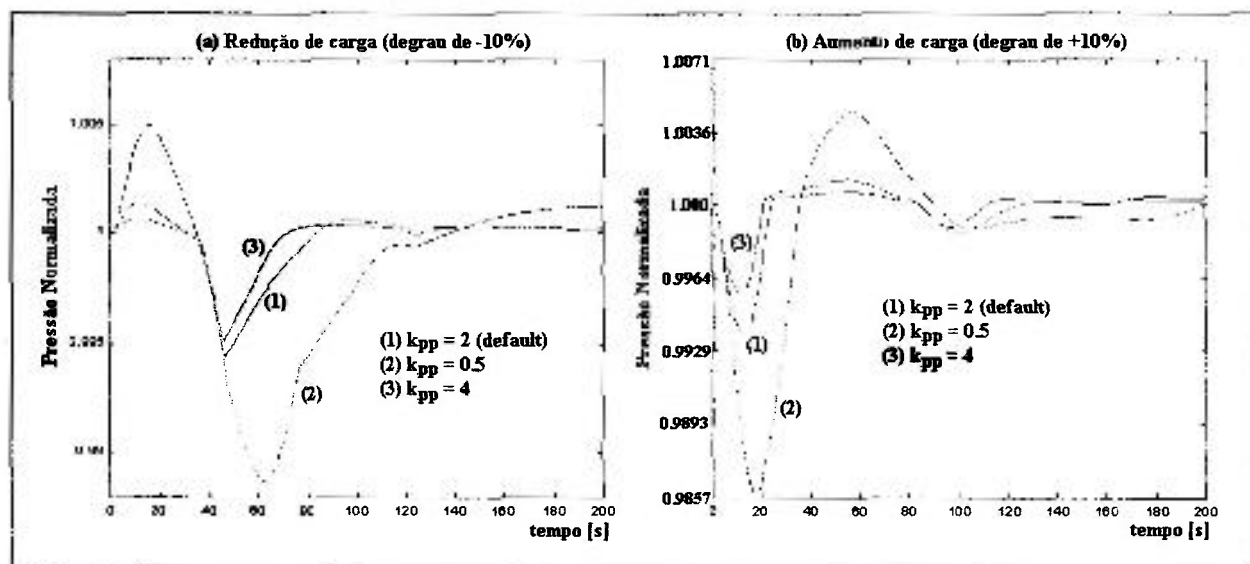 (a) Redução de carga (degrau de -10%)
1.005
1
0.995
0.99
Pressão Normalizada
(3)
(1)
(2)
(1) kpp = 2 (default)
(2) kpp = 0.5
(3) kpp = 4
0 20 40 60 80 100 120 140 160 180 200
tempo [s]
(b) Aumento de carga (degrau de +10%)
1.0071
1.0036
1.000
0.9964
0.9929
0.9893
0.9857
Pressão Normalizada
(3)
(1)
(2)
(1) kpp = 2 (default)
(2) kpp = 0.5
(3) kpp = 4
20 40 60 80 100 120 140 160 180 200
tempo [s]